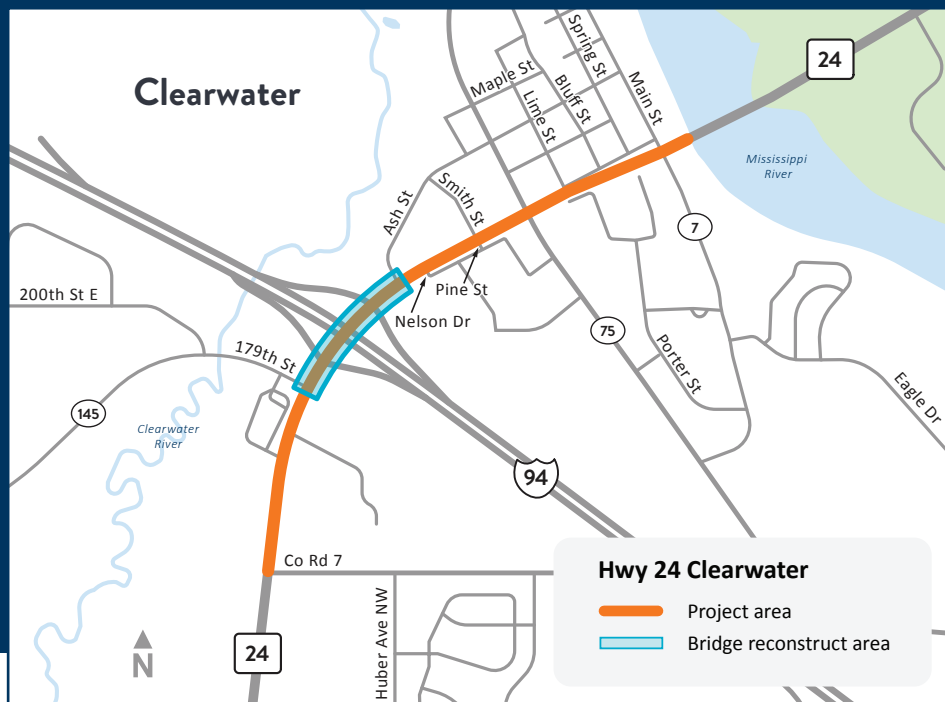 Clearwater
24
Maple St
Spring St
Bluff St
Lime St
Main St
Mississippi
River
Ash St
Smith St
7
200th St E
Pine St
Nelson Dr
75
179th St
Porter St
145
Eagle Dr
Clearwater
River
94
Co Rd 7
Huber Ave NW
24
N
Hwy 24 Clearwater
Project area
Bridge reconstruct area